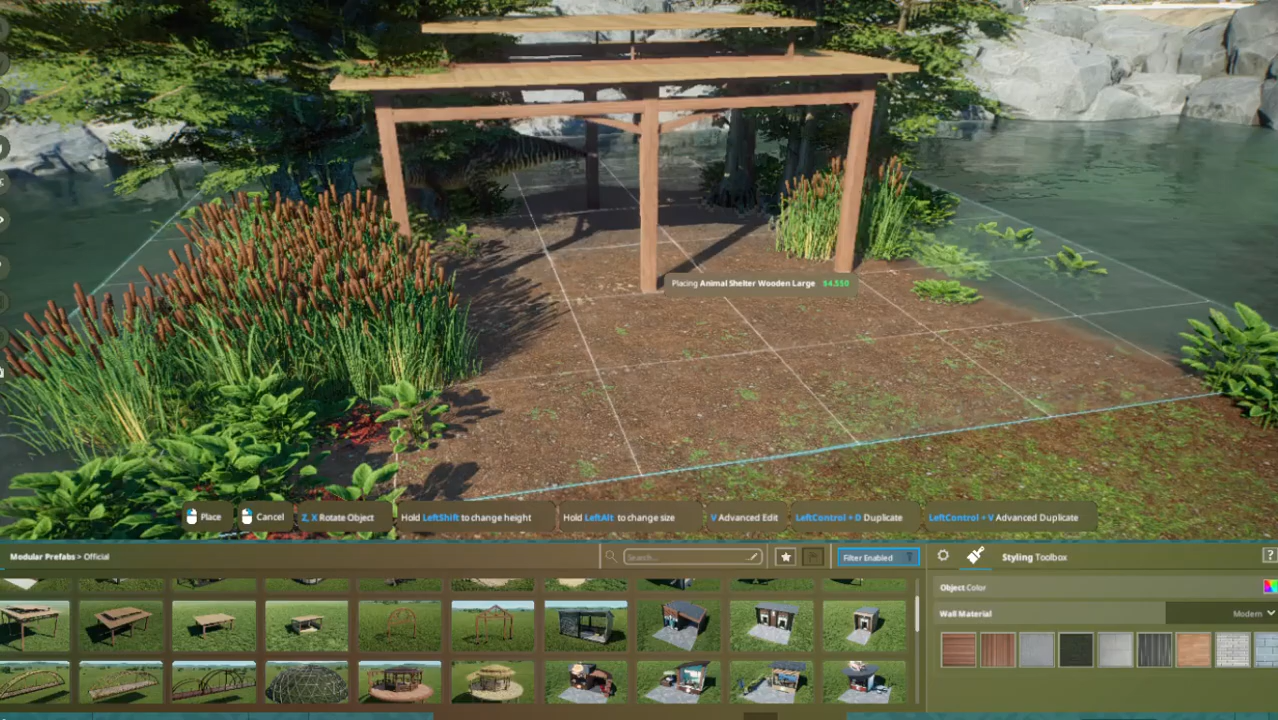 Placing Animal Shelter Wooden Large $4.550
Place
Cancel
Z, X Rotate Object
Hold LeftShift to change height
Hold LeftAlt to change size
V Advanced Edit
LeftControl + D Duplicate
LeftControl + V Advanced Duplicate
Modular Prefabs > Official
Search...
Filter Enabled
Styling Toolbox
?
Object Color
Wall Material
Modern